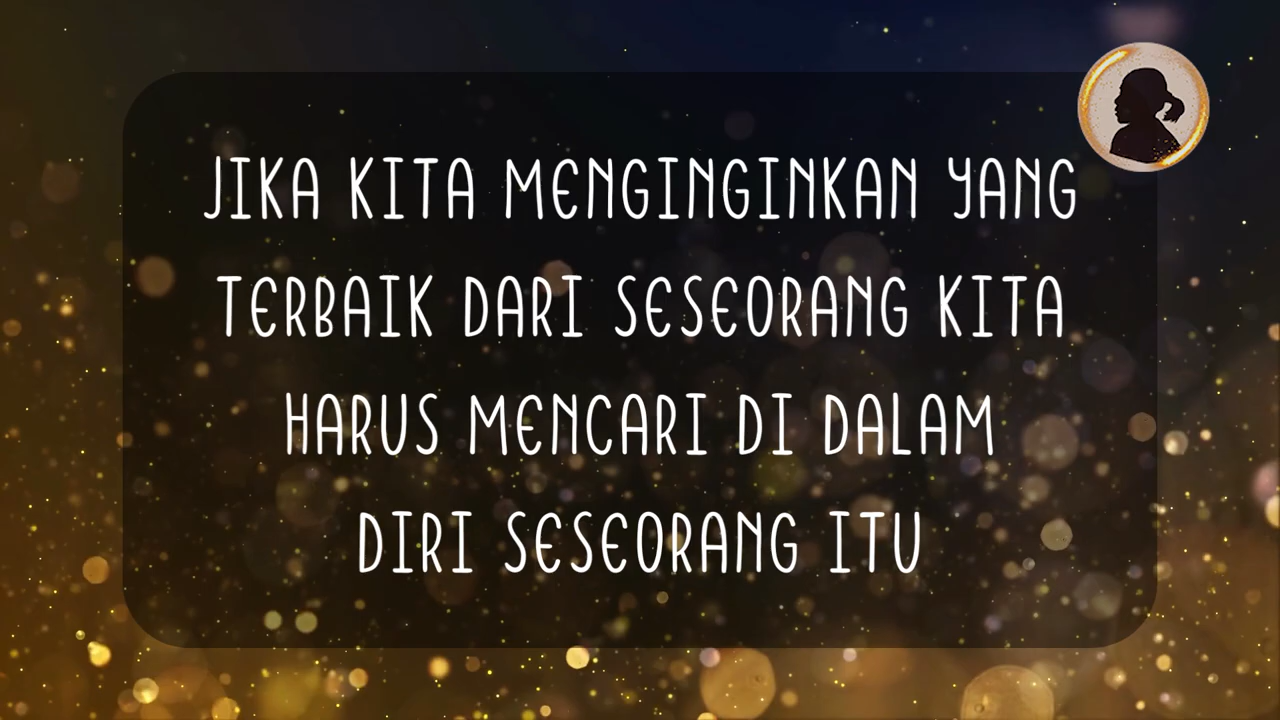 JIKA KITA MENGINGINKAN YANG
TERBAIK DARI SESEORANG KITA
HARUS MENCARI DI DALAM
DIRI SESEORANG ITU